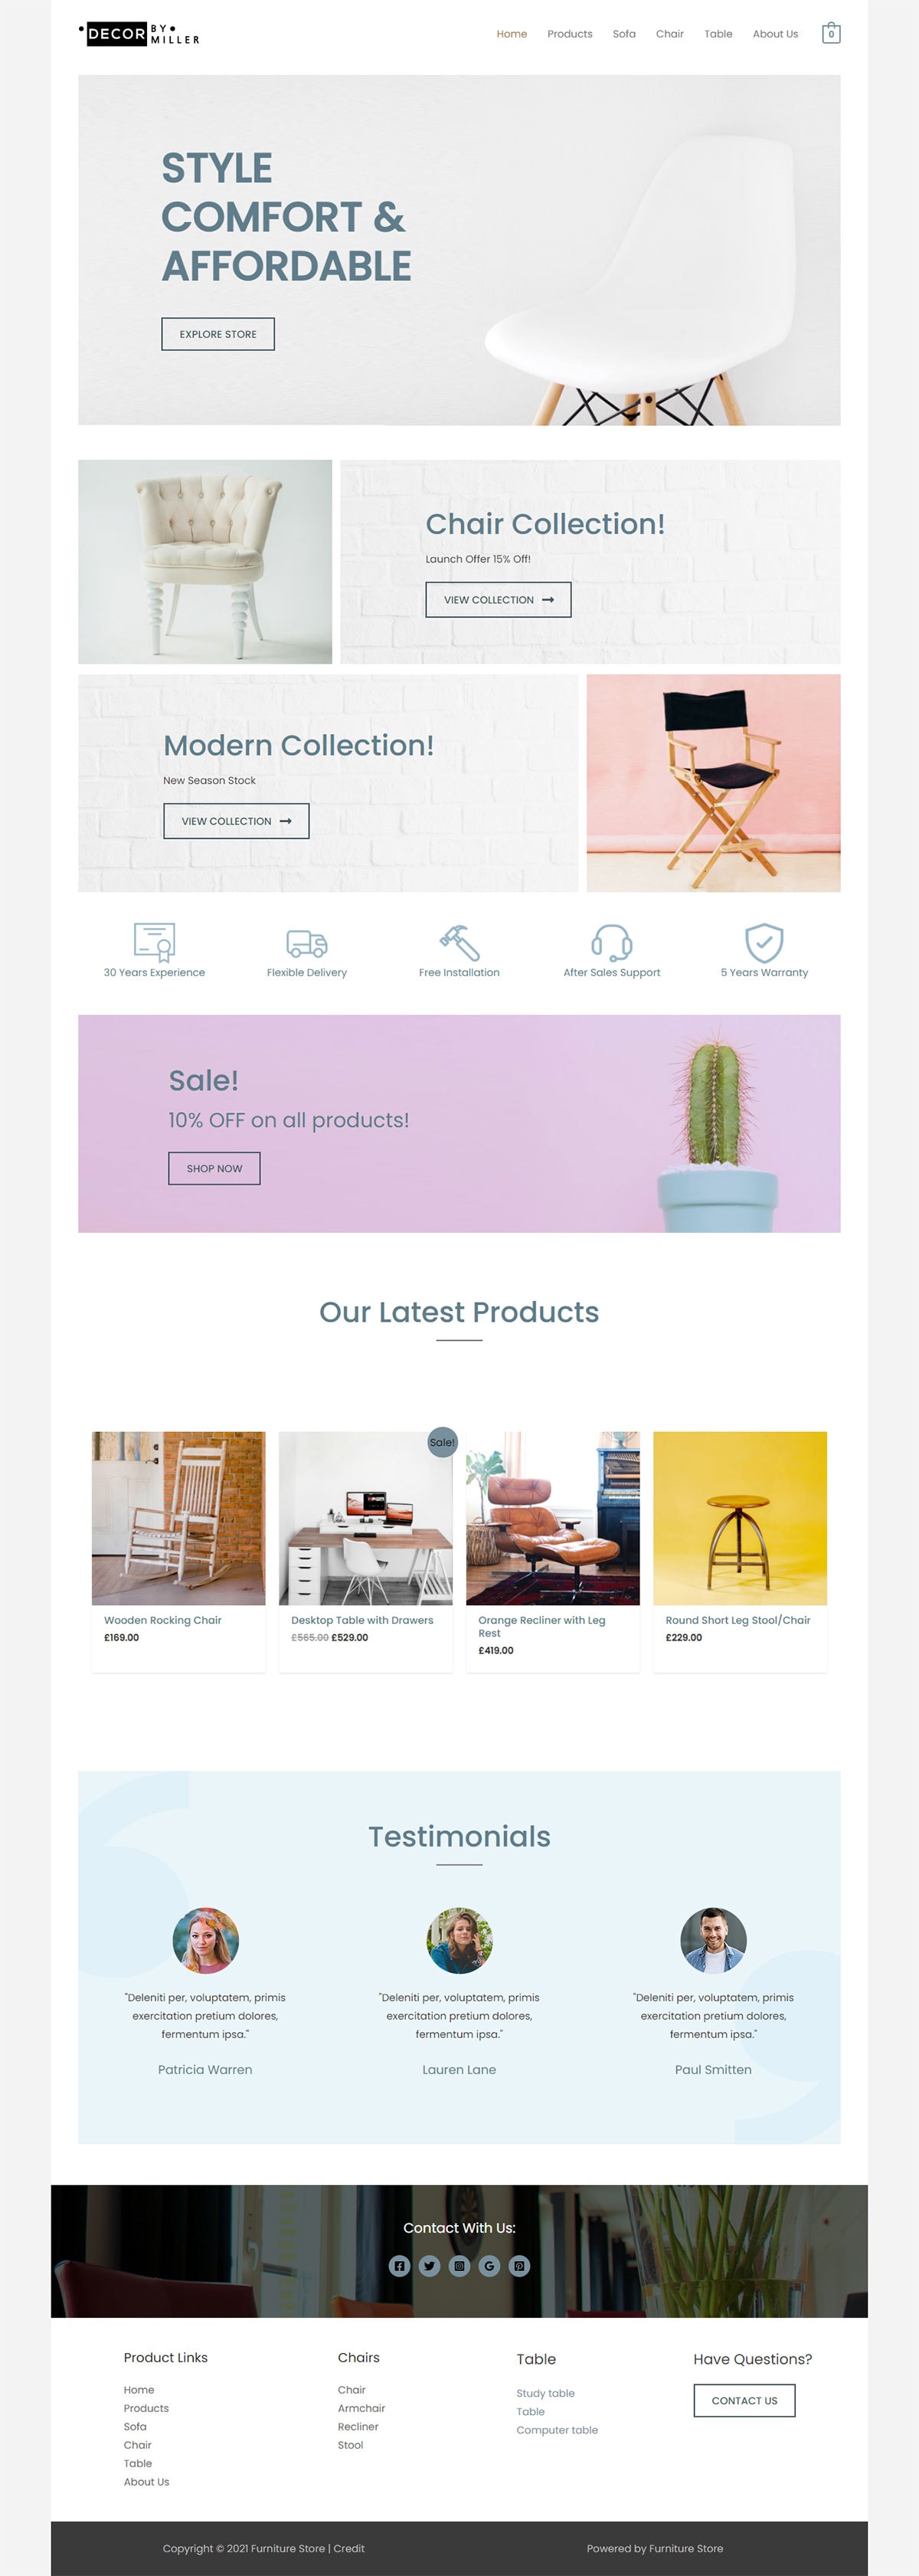 DECOR BY
MILLER
Home Products Sofa Chair Table About Us 0
STYLE
COMFORT &
AFFORDABLE
EXPLORE STORE
Chair Collection!
Launch Offer 15% Off!
VIEW COLLECTION
Modern Collection!
New Season Stock
VIEW COLLECTION
30 Years Experience
Flexible Delivery
Free Installation
After Sales Support
5 Years Warranty
Sale!
10% OFF on all products!
SHOP NOW
Our Latest Products
Sale!
Wooden Rocking Chair
£169.00
Desktop Table with Drawers
£565.00 £529.00
Orange Recliner with Leg
Rest
£419.00
Round Short Leg Stool/Chair
£229.00
Testimonials
"Deleniti per, voluptatem, primis
exercitation pretium dolores,
fermentum ipsa."
Patricia Warren
"Deleniti per, voluptatem, primis
exercitation pretium dolores,
fermentum ipsa."
Lauren Lane
"Deleniti per, voluptatem, primis
exercitation pretium dolores,
fermentum ipsa."
Paul Smitten
Contact With Us:
Product Links
Home
Products
Sofa
Chair
Table
About Us
Chairs
Chair
Armchair
Recliner
Stool
Table
Study table
Table
Computer table
Have Questions?
CONTACT US
Copyright © 2021 Furniture Store | Credit
Powered by Furniture Store